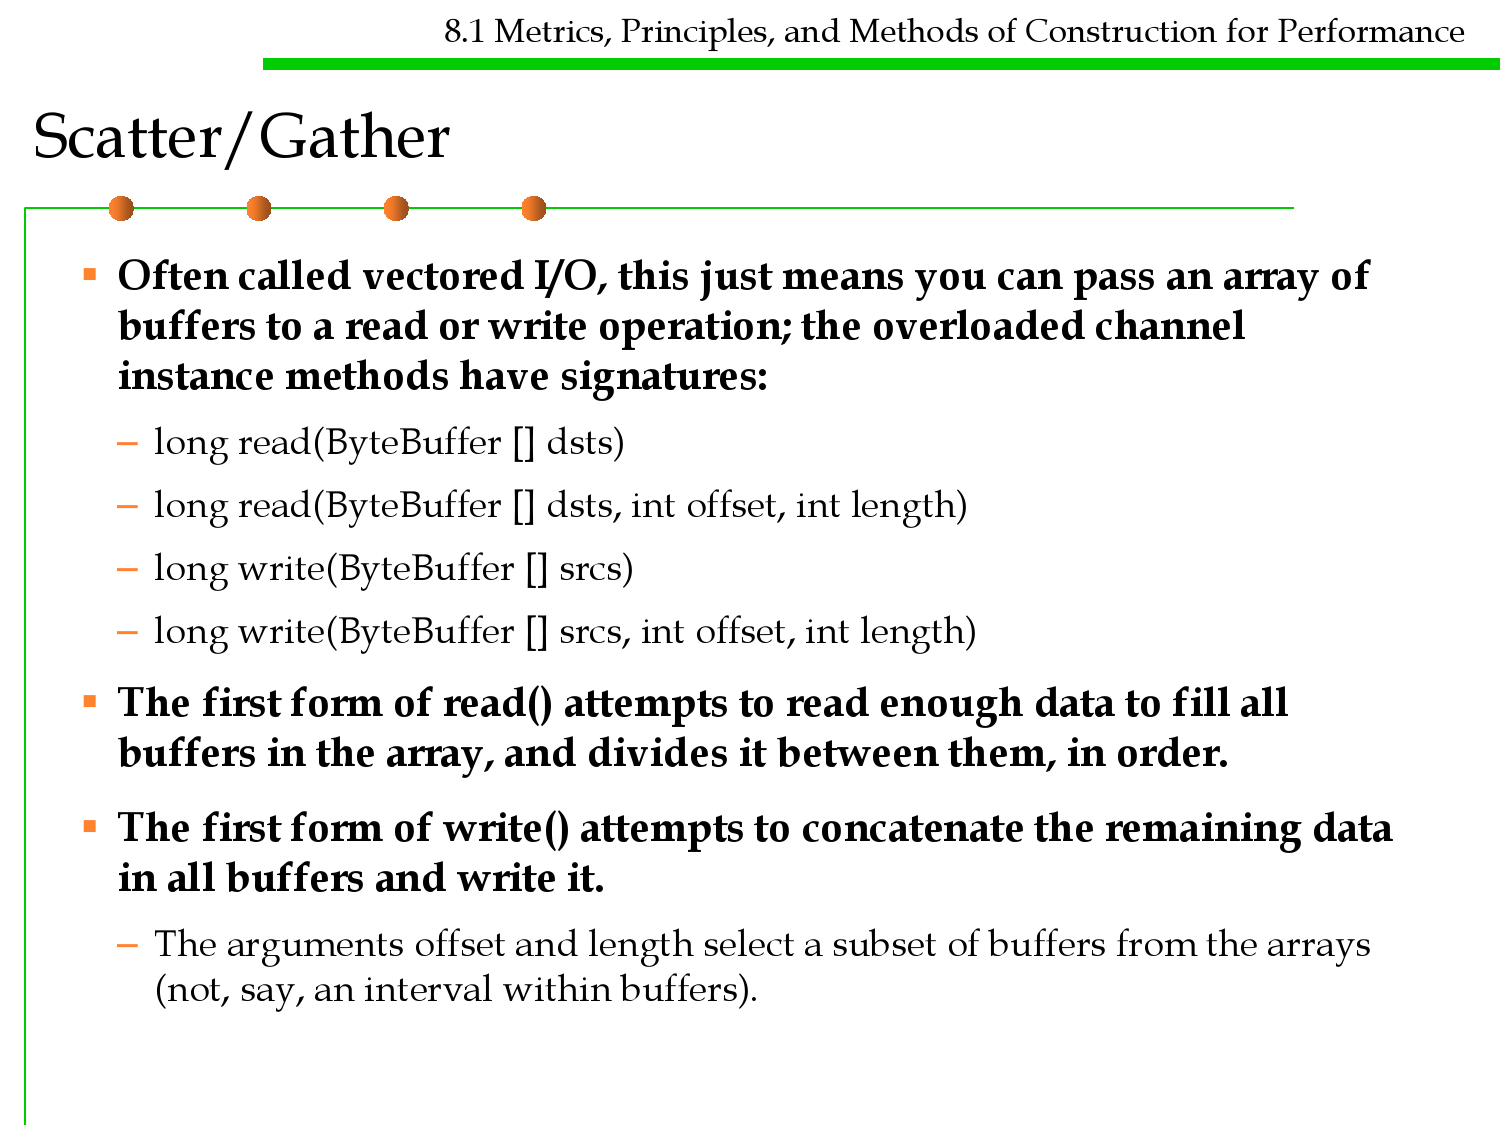 8.1 Metrics, Principles, and Methods of Construction for Performance
Scatter/Gather
▪ Often called vectored I/O, this just means you can pass an array of
buffers to a read or write operation; the overloaded channel
instance methods have signatures:
– long read(ByteBuffer [] dsts)
– long read(ByteBuffer [] dsts, int offset, int length)
– long write(ByteBuffer [] srcs)
– long write(ByteBuffer [] srcs, int offset, int length)
▪ The first form of read() attempts to read enough data to fill all
buffers in the array, and divides it between them, in order.
▪ The first form of write() attempts to concatenate the remaining data
in all buffers and write it.
– The arguments offset and length select a subset of buffers from the arrays
(not, say, an interval within buffers).